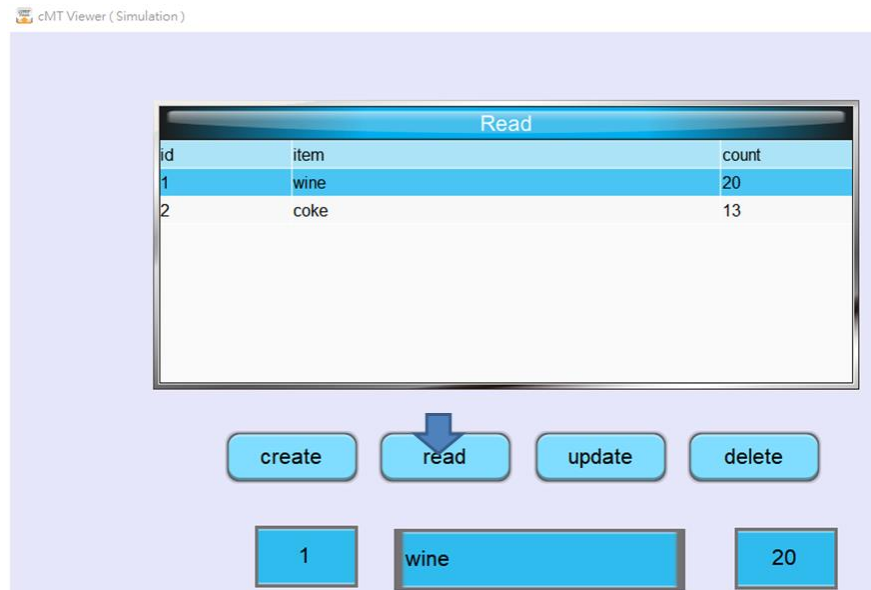 cMT Viewer ( Simulation )
Read
id item count
1 wine 20
2 coke 13
create read update delete
1 wine 20